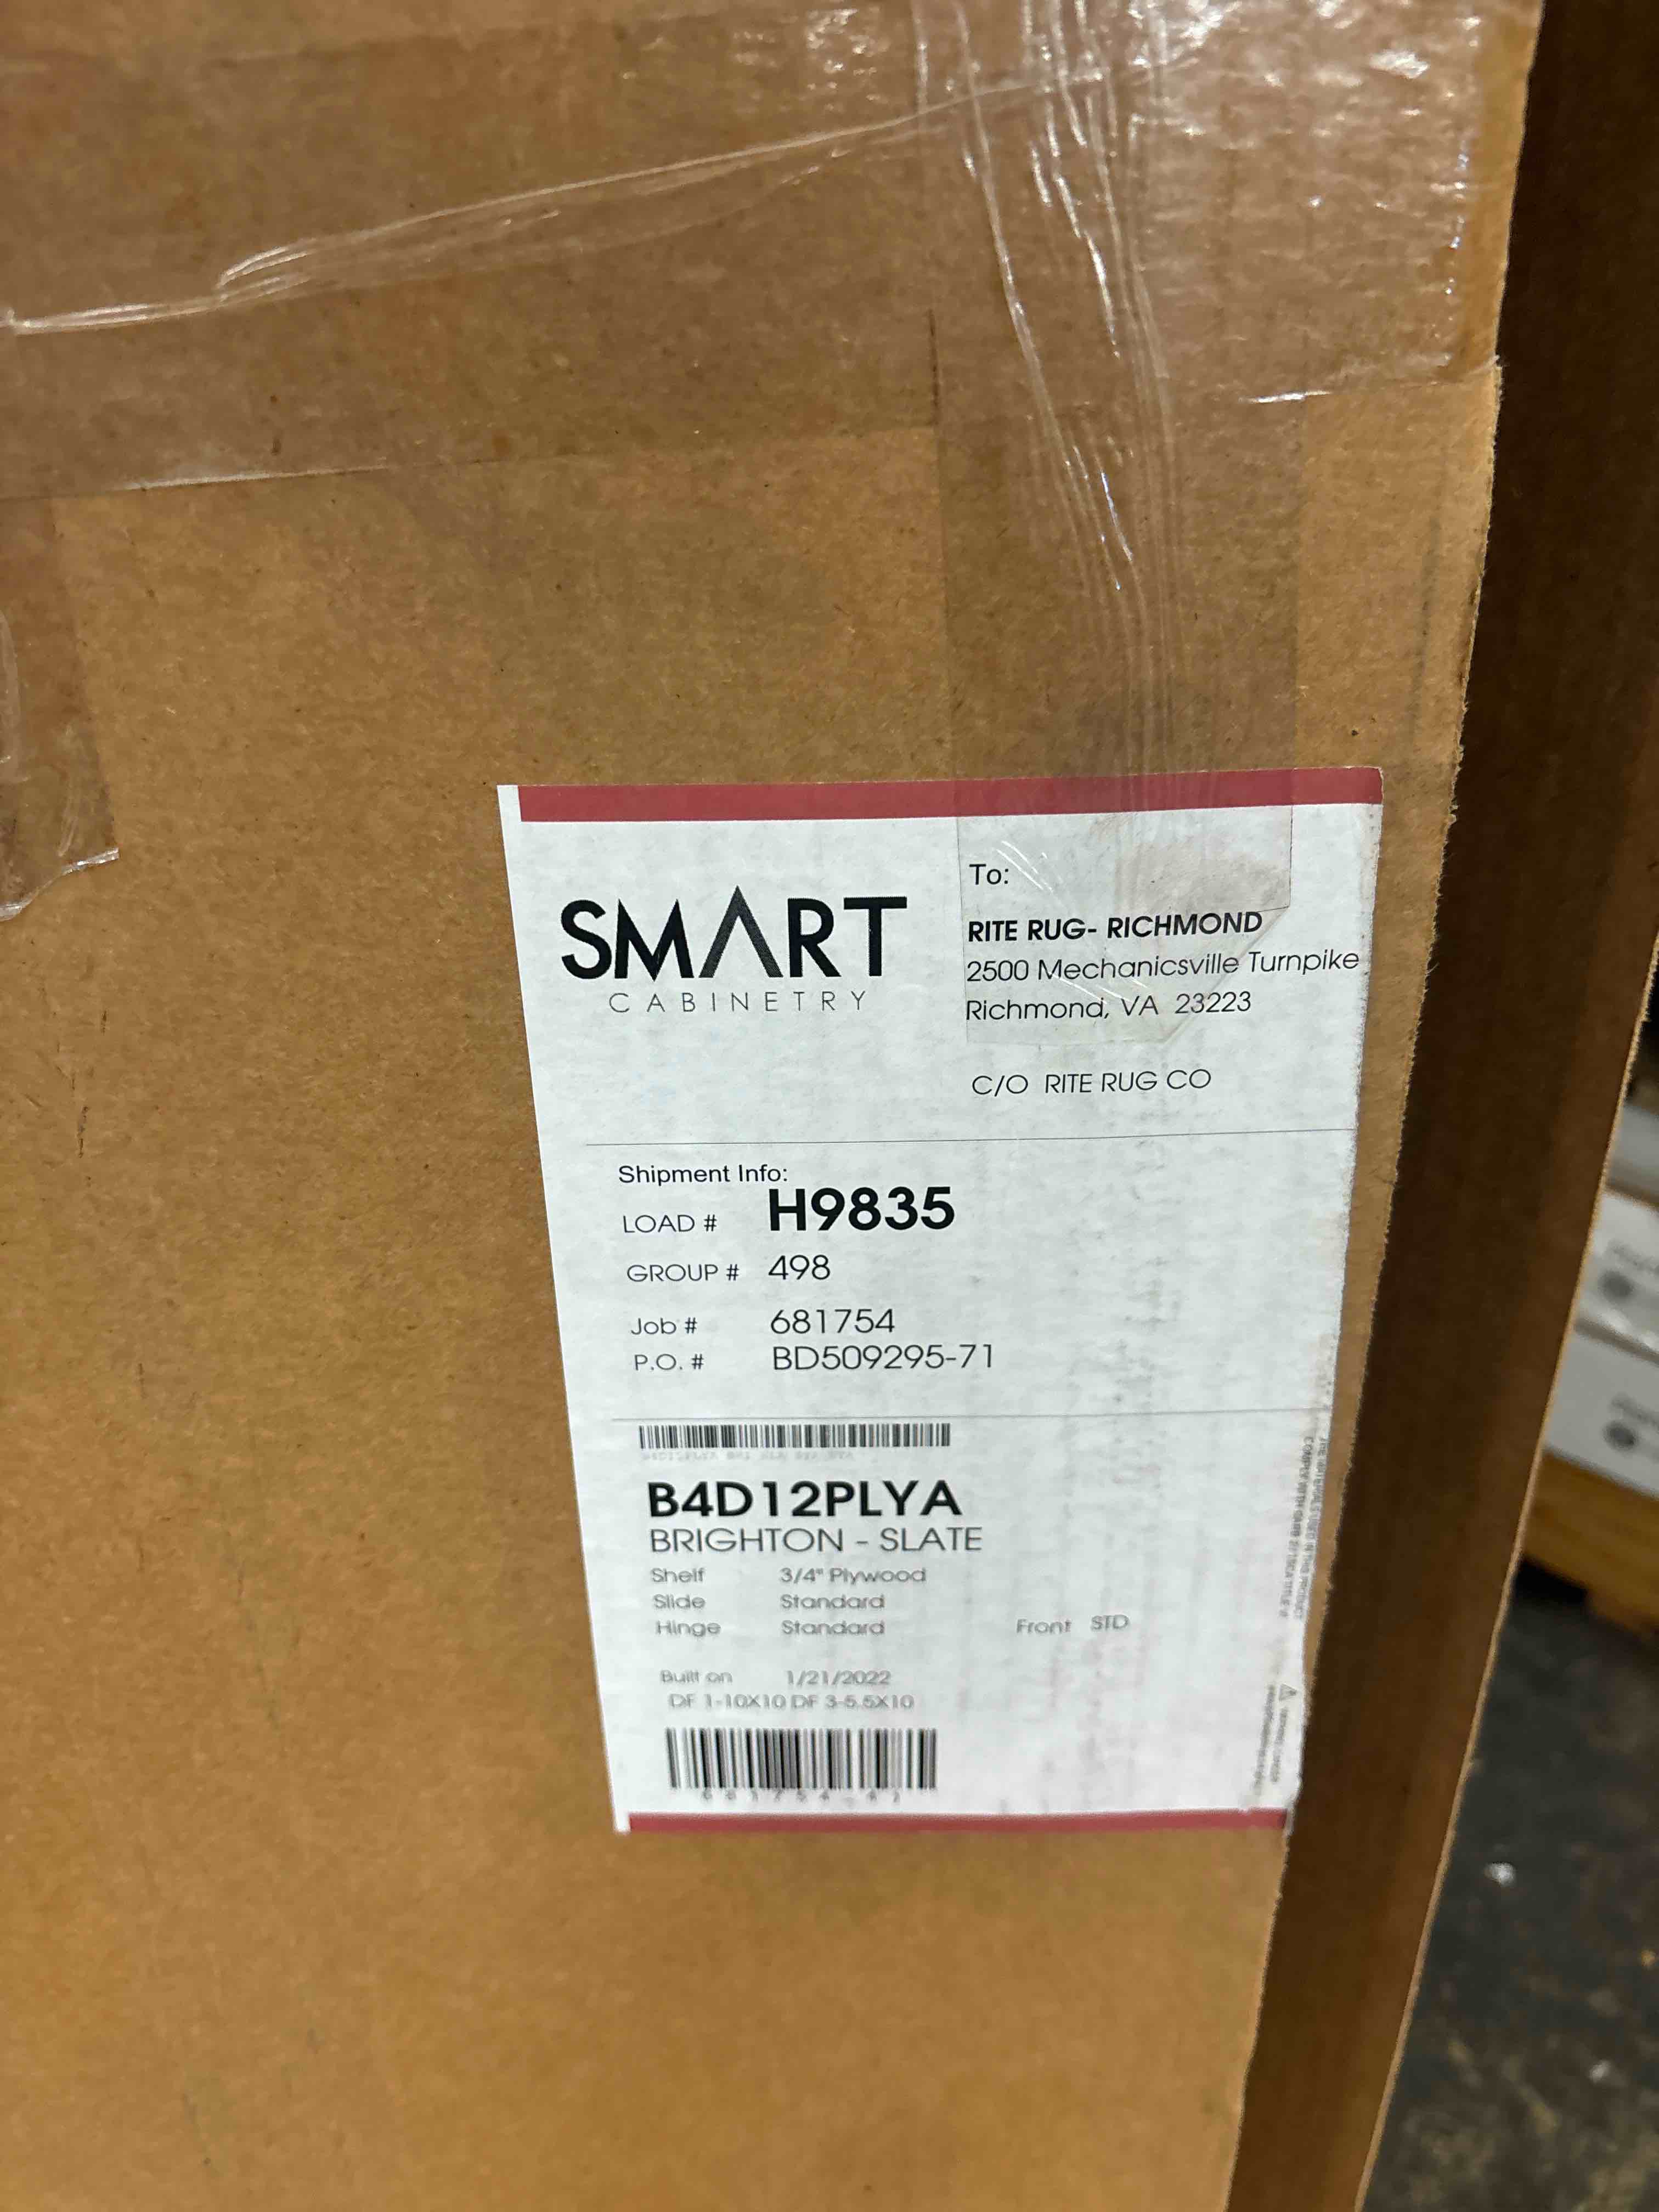 SMART
CABINETRY
To:
RITE RUG- RICHMOND
2500 Mechanicsville Turnpike
Richmond, VA 23223
C/O RITE RUG CO
Shipment Info:
LOAD # H9835
GROUP # 498
Job # 681754
P.O. # BD509295-71
B4D12PLYA
BRIGHTON - SLATE
Shelf 3/4" Plywood
Slide Standard
Hinge Standard Front STD
Built on 1/21/2022
DF 1-10X10 DF 3-5.5X10